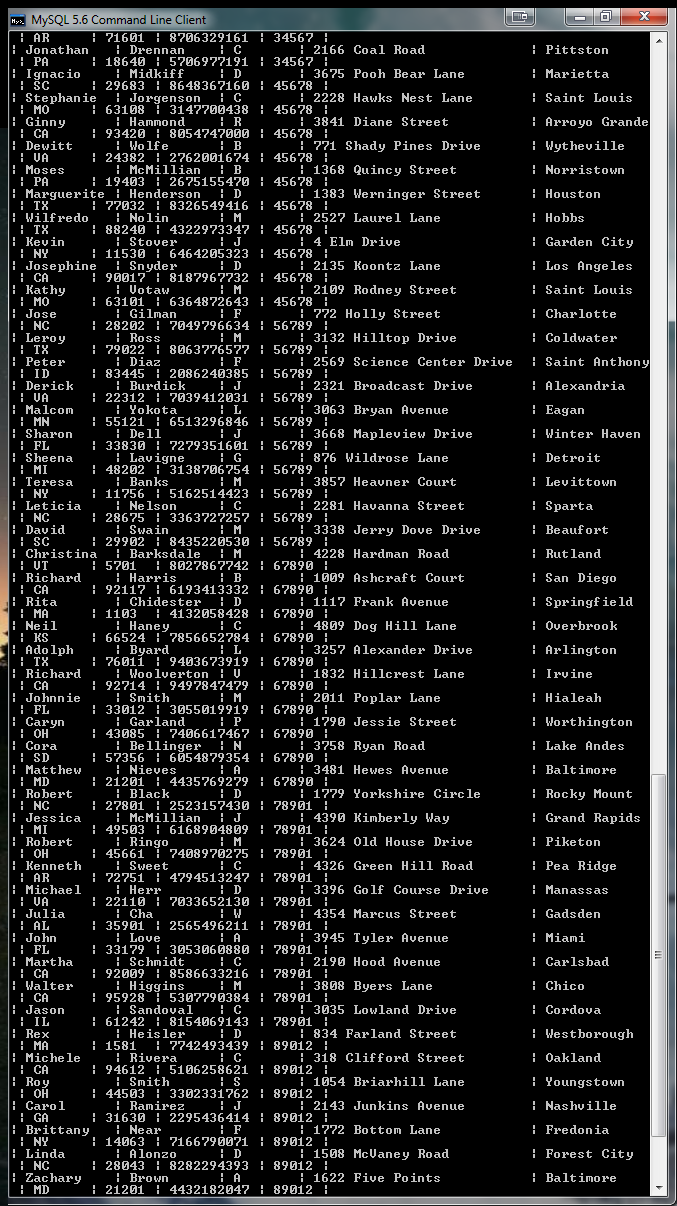 MySQL 5.6 Command Line Client
| AR | 71601 | 8706329161 | 34567 |
| Jonathan | Drennan | C | 2166 Coal Road | Pittston
| PA | 18640 | 5706977191 | 34567 |
| Ignacio | Midkiff | D | 3675 Pooh Bear Lane | Marietta
| SC | 29683 | 8648367160 | 45678 |
| Stephanie | Jorgenson | C | 2228 Hawks Nest Lane | Saint Louis
| MO | 63108 | 3147700438 | 45678 |
| Ginny | Hammond | R | 3841 Diane Street | Arroyo Grande
| CA | 93420 | 8054747000 | 45678 |
| Dewitt | Wolfe | B | 771 Shady Pines Drive | Wytheville
| VA | 24382 | 2762001674 | 45678 |
| Moses | McMillian | B | 1368 Quincy Street | Norristown
| PA | 19403 | 2675155470 | 45678 |
| Marguerite | Henderson | D | 1383 Werninger Street | Houston
| TX | 77032 | 8326549416 | 45678 |
| Wilfredo | Nolin | M | 2527 Laurel Lane | Hobbs
| TX | 88240 | 4322973347 | 45678 |
| Kevin | Stover | J | 4 Elm Drive | Garden City
| NY | 11530 | 6464205323 | 45678 |
| Josephine | Snyder | D | 2135 Koontz Lane | Los Angeles
| CA | 90017 | 8187967732 | 45678 |
| Kathy | Votaw | M | 2109 Rodney Street | Saint Louis
| MO | 63101 | 6364872643 | 45678 |
| Jose | Gilman | F | 772 Holly Street | Charlotte
| NC | 28202 | 7049796634 | 56789 |
| Leroy | Ross | M | 3132 Hilltop Drive | Coldwater
| TX | 79022 | 8063776577 | 56789 |
| Peter | Diaz | F | 2569 Science Center Drive | Saint Anthony
| ID | 83445 | 2086240385 | 56789 |
| Derick | Burdick | J | 2321 Broadcast Drive | Alexandria
| VA | 22312 | 7039412031 | 56789 |
| Malcom | Yokota | L | 3063 Bryan Avenue | Eagan
| MN | 55121 | 6513296846 | 56789 |
| Sharon | Dell | J | 3668 Mapleview Drive | Winter Haven
| FL | 33830 | 7279351601 | 56789 |
| Sheena | Lavigne | G | 876 Wildrose Lane | Detroit
| MI | 48202 | 3138706754 | 56789 |
| Teresa | Banks | M | 3857 Heavner Court | Levittown
| NY | 11756 | 5162514423 | 56789 |
| Leticia | Nelson | C | 2281 Havanna Street | Sparta
| NC | 28675 | 3363727257 | 56789 |
| David | Swain | M | 3338 Jerry Dove Drive | Beaufort
| SC | 29902 | 8435220530 | 56789 |
| Christina | Barksdale | M | 4228 Hardman Road | Rutland
| VT | 5701 | 8027867742 | 67890 |
| Richard | Harris | B | 1009 Ashcraft Court | San Diego
| CA | 92117 | 6193413332 | 67890 |
| Rita | Chidester | D | 1117 Frank Avenue | Springfield
| MA | 1103 | 4132058428 | 67890 |
| Neil | Haney | C | 4809 Dog Hill Lane | Overbrook
| KS | 66524 | 7856652784 | 67890 |
| Adolph | Byard | L | 3257 Alexander Drive | Arlington
| TX | 76011 | 9403673919 | 67890 |
| Richard | Woolverton | V | 1832 Hillcrest Lane | Irvine
| CA | 92714 | 9497847479 | 67890 |
| Johnnie | Smith | M | 2011 Poplar Lane | Hialeah
| FL | 33012 | 3055019919 | 67890 |
| Caryn | Garland | P | 1790 Jessie Street | Worthington
| OH | 43085 | 7406617467 | 67890 |
| Cora | Bellinger | N | 3758 Ryan Road | Lake Andes
| SD | 57356 | 6054879354 | 67890 |
| Matthew | Nieves | A | 3481 Hewes Avenue | Baltimore
| MD | 21201 | 4435769279 | 67890 |
| Robert | Black | D | 1779 Yorkshire Circle | Rocky Mount
| NC | 27801 | 2523157430 | 78901 |
| Jessica | McMillian | J | 4390 Kimberly Way | Grand Rapids
| MI | 49503 | 6168904809 | 78901 |
| Robert | Ringo | M | 3624 Old House Drive | Piketon
| OH | 45661 | 7408970275 | 78901 |
| Kenneth | Sweet | C | 4326 Green Hill Road | Pea Ridge
| AR | 72751 | 4794513247 | 78901 |
| Michael | Herr | D | 3396 Golf Course Drive | Manassas
| VA | 22110 | 7033652130 | 78901 |
| Julia | Cha | W | 4354 Marcus Street | Gadsden
| AL | 35901 | 2565496211 | 78901 |
| John | Love | A | 3945 Tyler Avenue | Miami
| FL | 33179 | 3053060880 | 78901 |
| Martha | Schmidt | C | 2190 Hood Avenue | Carlsbad
| CA | 92009 | 8586633216 | 78901 |
| Walter | Higgins | M | 3808 Byers Lane | Chico
| CA | 95928 | 5307790384 | 78901 |
| Jason | Sandoval | C | 3035 Lowland Drive | Cordova
| IL | 61242 | 8154069143 | 78901 |
| Rex | Heisler | D | 834 Farland Street | Westborough
| MA | 1581 | 7742493439 | 89012 |
| Michele | Rivera | C | 318 Clifford Street | Oakland
| CA | 94612 | 5106258621 | 89012 |
| Roy | Smith | S | 1054 Briarhill Lane | Youngstown
| OH | 44503 | 3302331762 | 89012 |
| Carol | Ramirez | J | 2143 Junkins Avenue | Nashville
| GA | 31630 | 2295436414 | 89012 |
| Brittany | Near | F | 1772 Bottom Lane | Fredonia
| NY | 14063 | 7166790071 | 89012 |
| Linda | Alonzo | D | 1508 McVaney Road | Forest City
| NC | 28043 | 8282294393 | 89012 |
| Zachary | Brown | A | 1622 Five Points | Baltimore
| MD | 21201 | 4432182047 | 89012 |